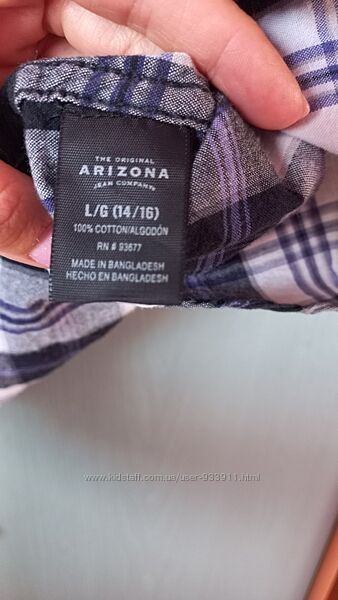 THE ORIGINAL
ARIZONA
JEAN COMPANY
L/G (14/16)
100% COTTON/ALGODÓN
RN # 93677
MADE IN BANGLADESH
HECHO EN BANGLADESH
www.kidstaff.com.ua/user-933911.html